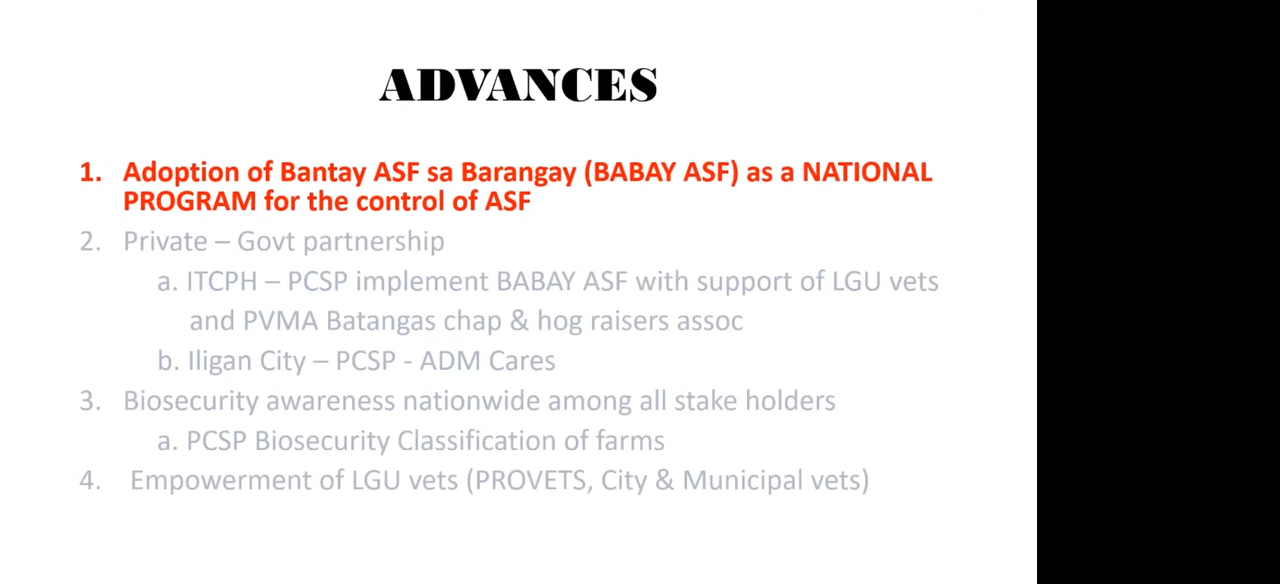 ADVANCES
1. Adoption of Bantay ASF sa Barangay (BABAY ASF) as a NATIONAL
PROGRAM for the control of ASF
2. Private – Govt partnership
a. ITCPH – PCSP implement BABAY ASF with support of LGU vets
and PVMA Batangas chap & hog raisers assoc
b. Iligan City – PCSP - ADM Cares
3. Biosecurity awareness nationwide among all stake holders
a. PCSP Biosecurity Classification of farms
4. Empowerment of LGU vets (PROVETS, City & Municipal vets)